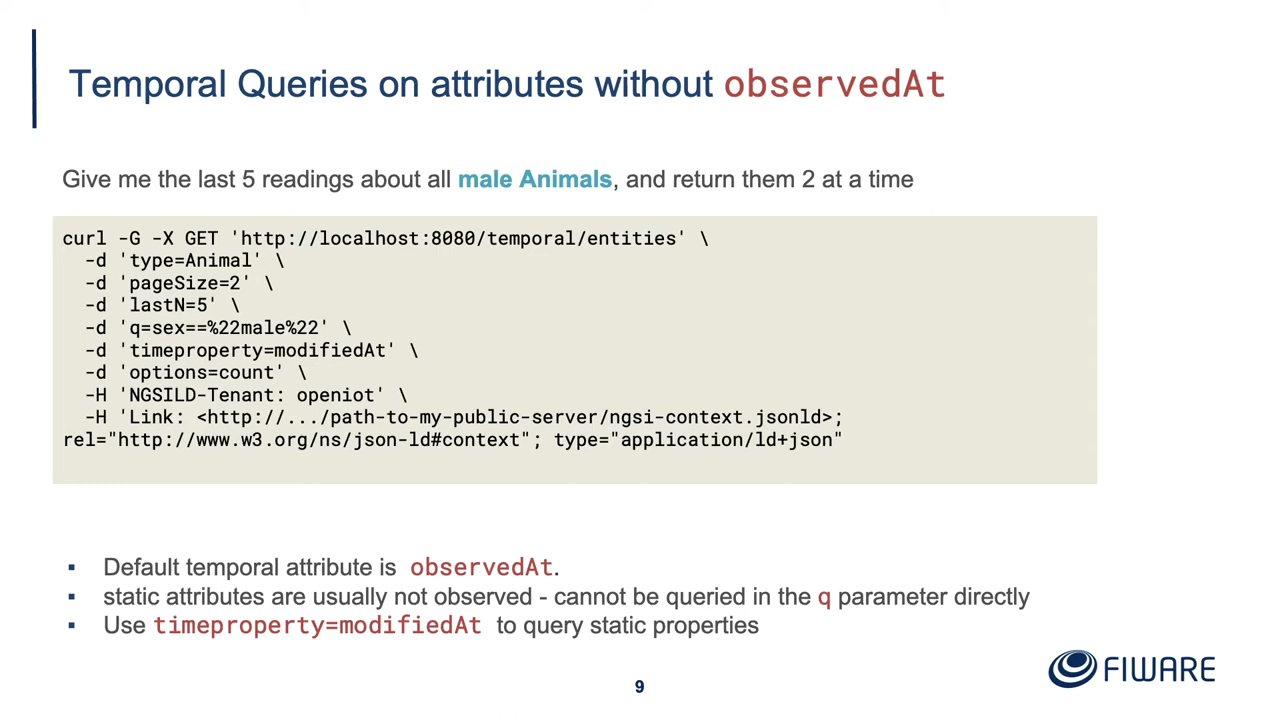 Temporal Queries on attributes without observedAt
Give me the last 5 readings about all male Animals, and return them 2 at a time
curl -G -X GET 'http://localhost:8080/temporal/entities' \
-d 'type=Animal' \
-d 'pageSize=2' \
-d 'lastN=5' \
-d 'q=sex==%22male%22' \
-d 'timeproperty=modifiedAt' \
-d 'options=count' \
-H 'NGSILD-Tenant: openiot' \
-H 'Link: <http://.../path-to-my-public-server/ngsi-context.jsonld>;
rel="http://www.w3.org/ns/json-ld#context"; type="application/ld+json"
▪ Default temporal attribute is observedAt.
▪ static attributes are usually not observed - cannot be queried in the q parameter directly
▪ Use timeproperty=modifiedAt to query static properties
FIWARE
9